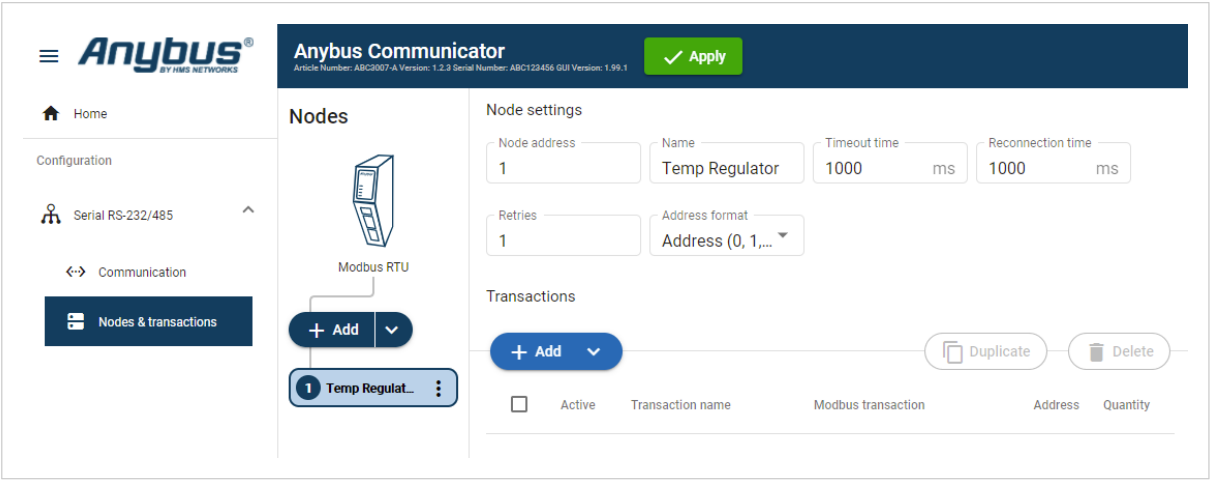 Anybus®
BY HMS NETWORKS
Home
Configuration
Serial RS-232/485
Communication
Nodes & transactions
Anybus Communicator
Article Number: ABC3007-A Version: 1.2.3 Serial Number: ABC123456 GUI Version: 1.99.1
Apply
Nodes
Modbus RTU
Add
1 Temp Regulat...
Node settings
Node address
1
Name
Temp Regulator
Timeout time
1000 ms
Reconnection time
1000 ms
Retries
1
Address format
Address (0, 1,...
Transactions
Add
Duplicate
Delete
Active Transaction name Modbus transaction Address Quantity